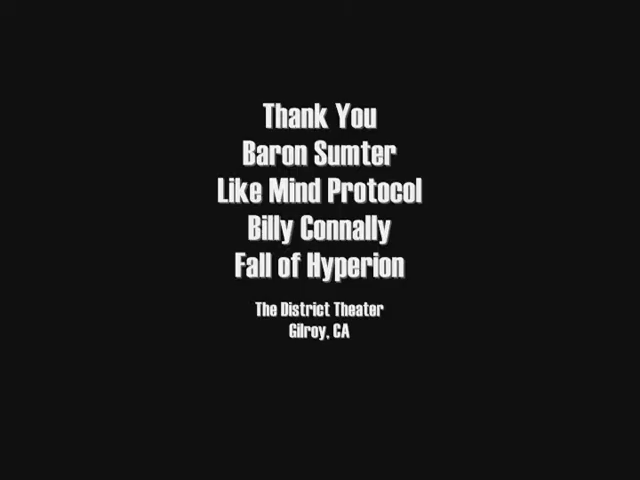 Thank You
Baron Sumter
Like Mind Protocol
Billy Connally
Fall of Hyperion
The District Theater
Gilroy, CA